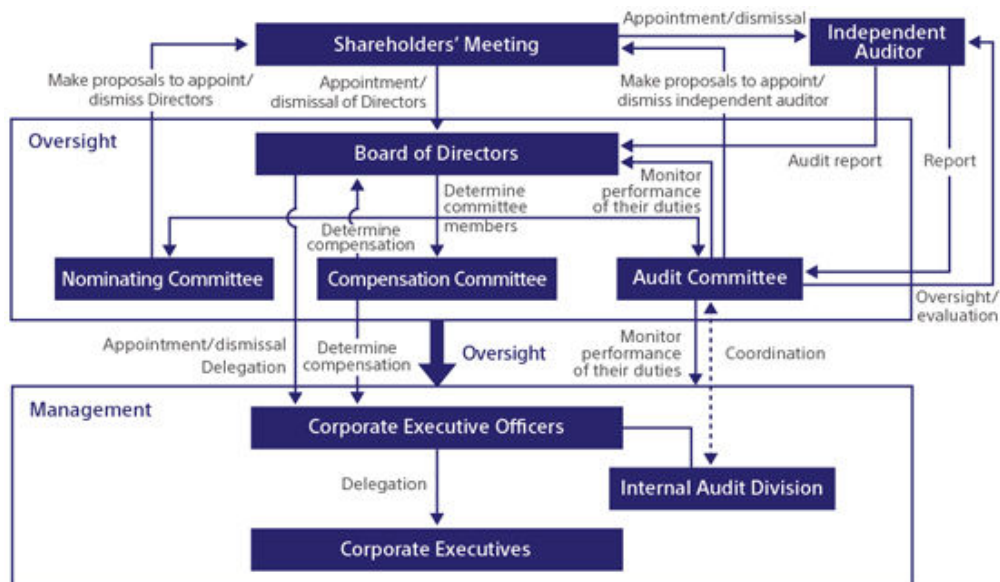 Appointment/dismissal
Shareholders' Meeting
Independent
Auditor
Make proposals to appoint/
dismiss Directors
Appointment/
dismissal of Directors
Make proposals to appoint/
dismiss independent auditor
Oversight
Board of Directors
Audit report
Report
Monitor
performance
of their duties
Determine
committee
members
Determine
compensation
Nominating Committee
Compensation Committee
Audit Committee
Oversight/
evaluation
Appointment/dismissal
Delegation
Determine
compensation
Oversight
Monitor
performance
of their duties
Coordination
Management
Corporate Executive Officers
Delegation
Internal Audit Division
Corporate Executives